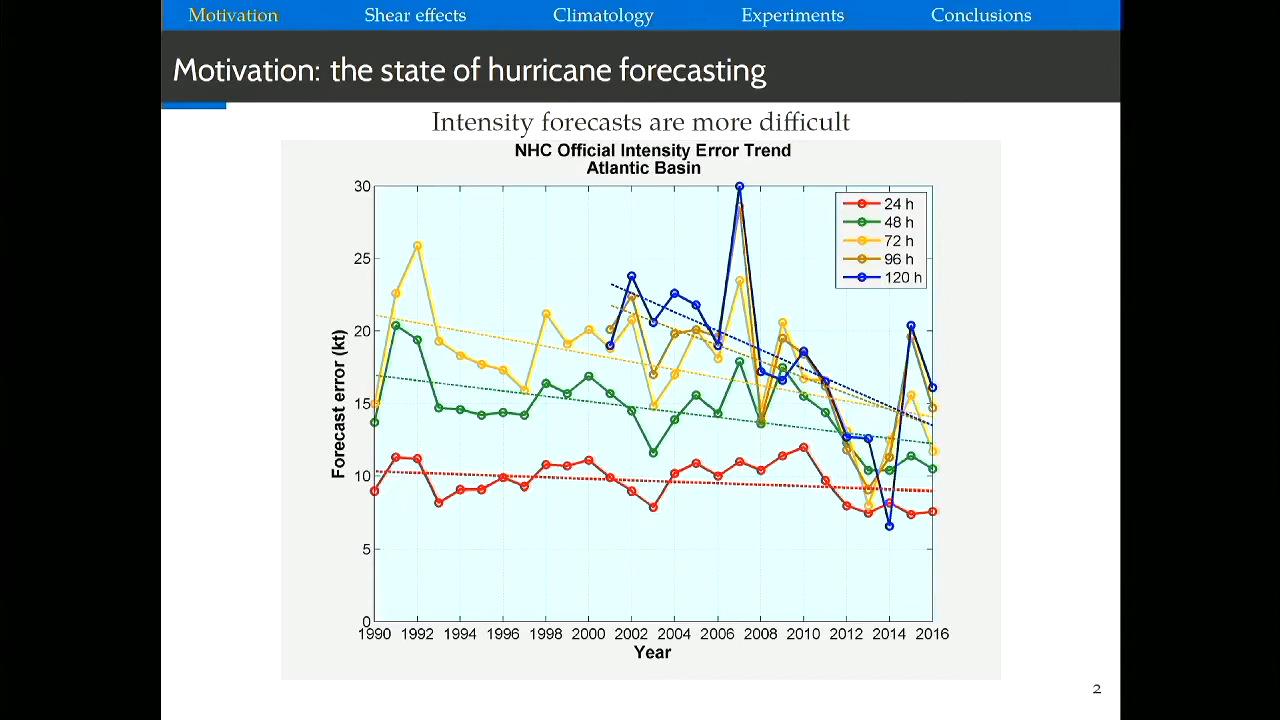 Motivation Shear effects Climatology Experiments Conclusions
Motivation: the state of hurricane forecasting
Intensity forecasts are more difficult
NHC Official Intensity Error Trend
Atlantic Basin
30
25
20
15
10
5
0
Forecast error (kt)
24 h
48 h
72 h
96 h
120 h
1990 1992 1994 1996 1998 2000 2002 2004 2006 2008 2010 2012 2014 2016
Year
2